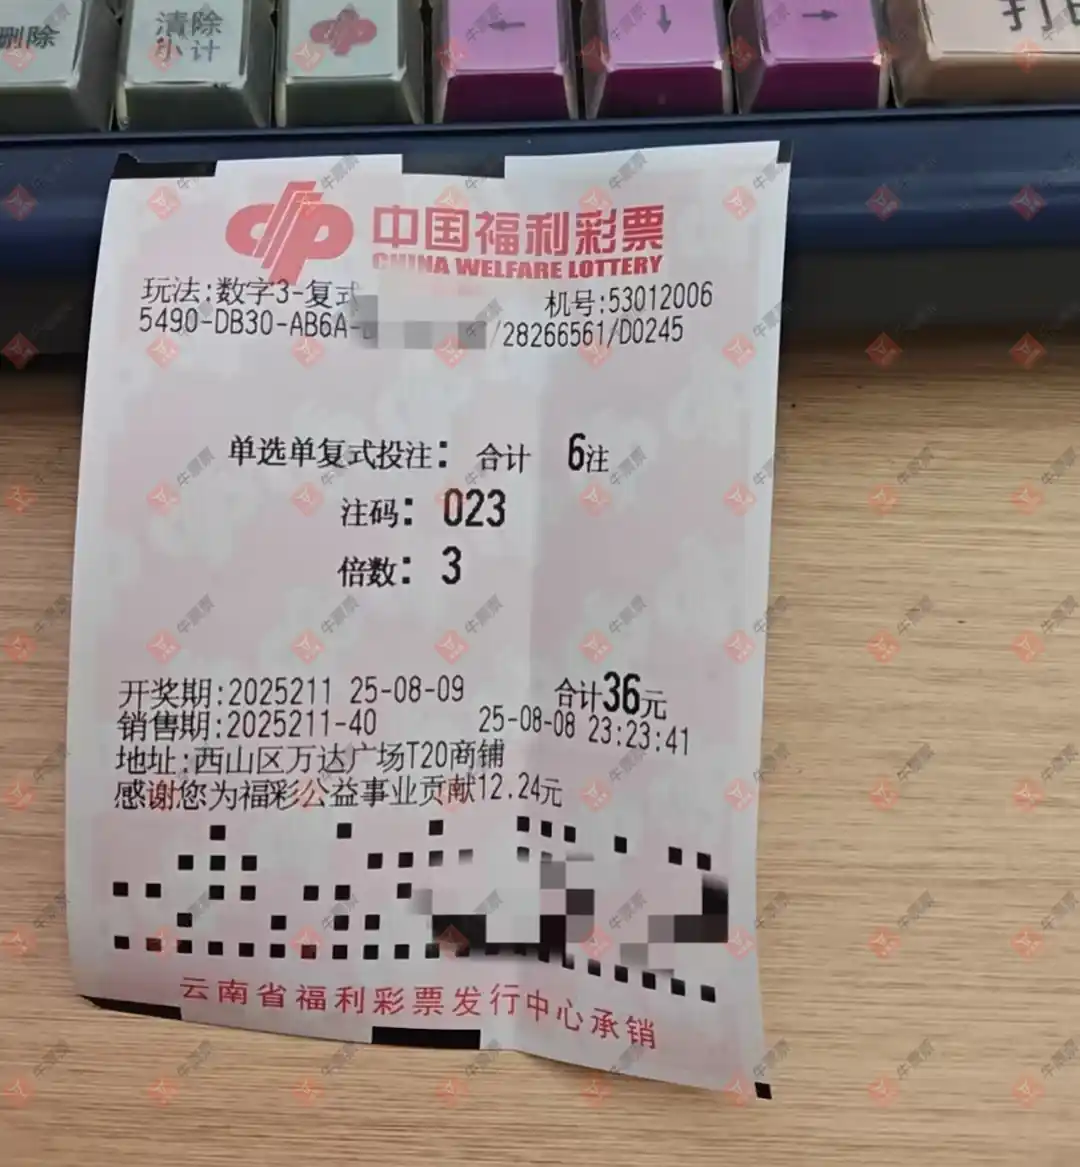 删除
清除
小计
←
↓
→
中国福利彩票
CHINA WELFARE LOTTERY
玩法:数字3-复式
机号:53012006
5490-DB30-AB6A-
/28266561/D0245
单选单复式投注: 合计 6注
注码: 023
倍数: 3
开奖期:2025211 25-08-09 合计36元
销售期:2025211-40 25-08-08 23:23:41
地址:西山区万达广场T20商铺
感谢您为福彩公益事业贡献12.24元
云南省福利彩票发行中心承销
牛票票